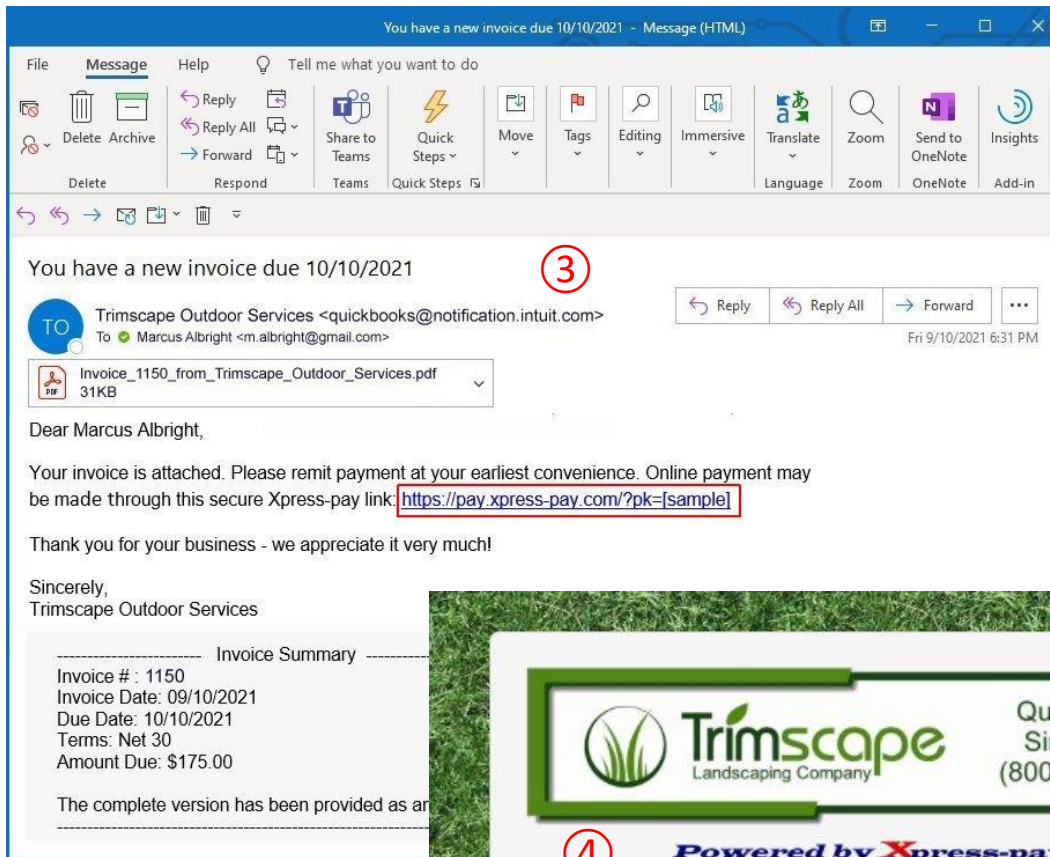 You have a new invoice due 10/10/2021 - Message (HTML)
File Message Help Tell me what you want to do
Delete Archive
Reply
Reply All
Forward
Share to Teams
Quick Steps
Move
Tags
Editing
Immersive
Translate
Zoom
Send to OneNote
Insights
Delete Respond Teams Quick Steps Language Zoom OneNote Add-in
You have a new invoice due 10/10/2021
③
TO
Trimscape Outdoor Services <quickbooks@notification.intuit.com>
To Marcus Albright <m.albright@gmail.com>
Reply Reply All Forward ...
Fri 9/10/2021 6:31 PM
PDF
Invoice_1150_from_Trimscape_Outdoor_Services.pdf
31KB
Dear Marcus Albright,
Your invoice is attached. Please remit payment at your earliest convenience. Online payment may
be made through this secure Xpress-pay link: https://pay.xpress-pay.com/?pk=[sample]
Thank you for your business - we appreciate it very much!
Sincerely,
Trimscape Outdoor Services
----------------------- Invoice Summary ----------
Invoice # : 1150
Invoice Date: 09/10/2021
Due Date: 10/10/2021
Terms: Net 30
Amount Due: $175.00
The complete version has been provided as
Trimscape
Landscaping Company
Qu
Si
(800
④
Powered by Xpress-pa